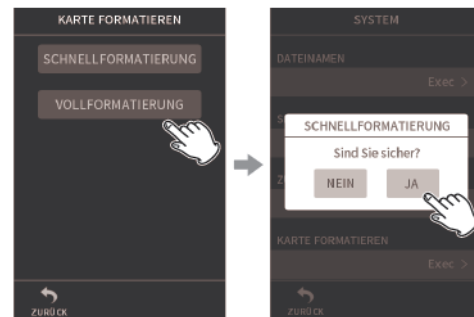 KARTE FORMATIEREN
SCHNELLFORMATIERUNG
VOLLFORMATIERUNG
ZURÜCK
SYSTEM
DATEINAMEN
Exec >
S
SCHNELLFORMATIERUNG
Sind Sie sicher?
Z
NEIN
JA
KARTE FORMATIEREN
Exec >
ZURÜCK